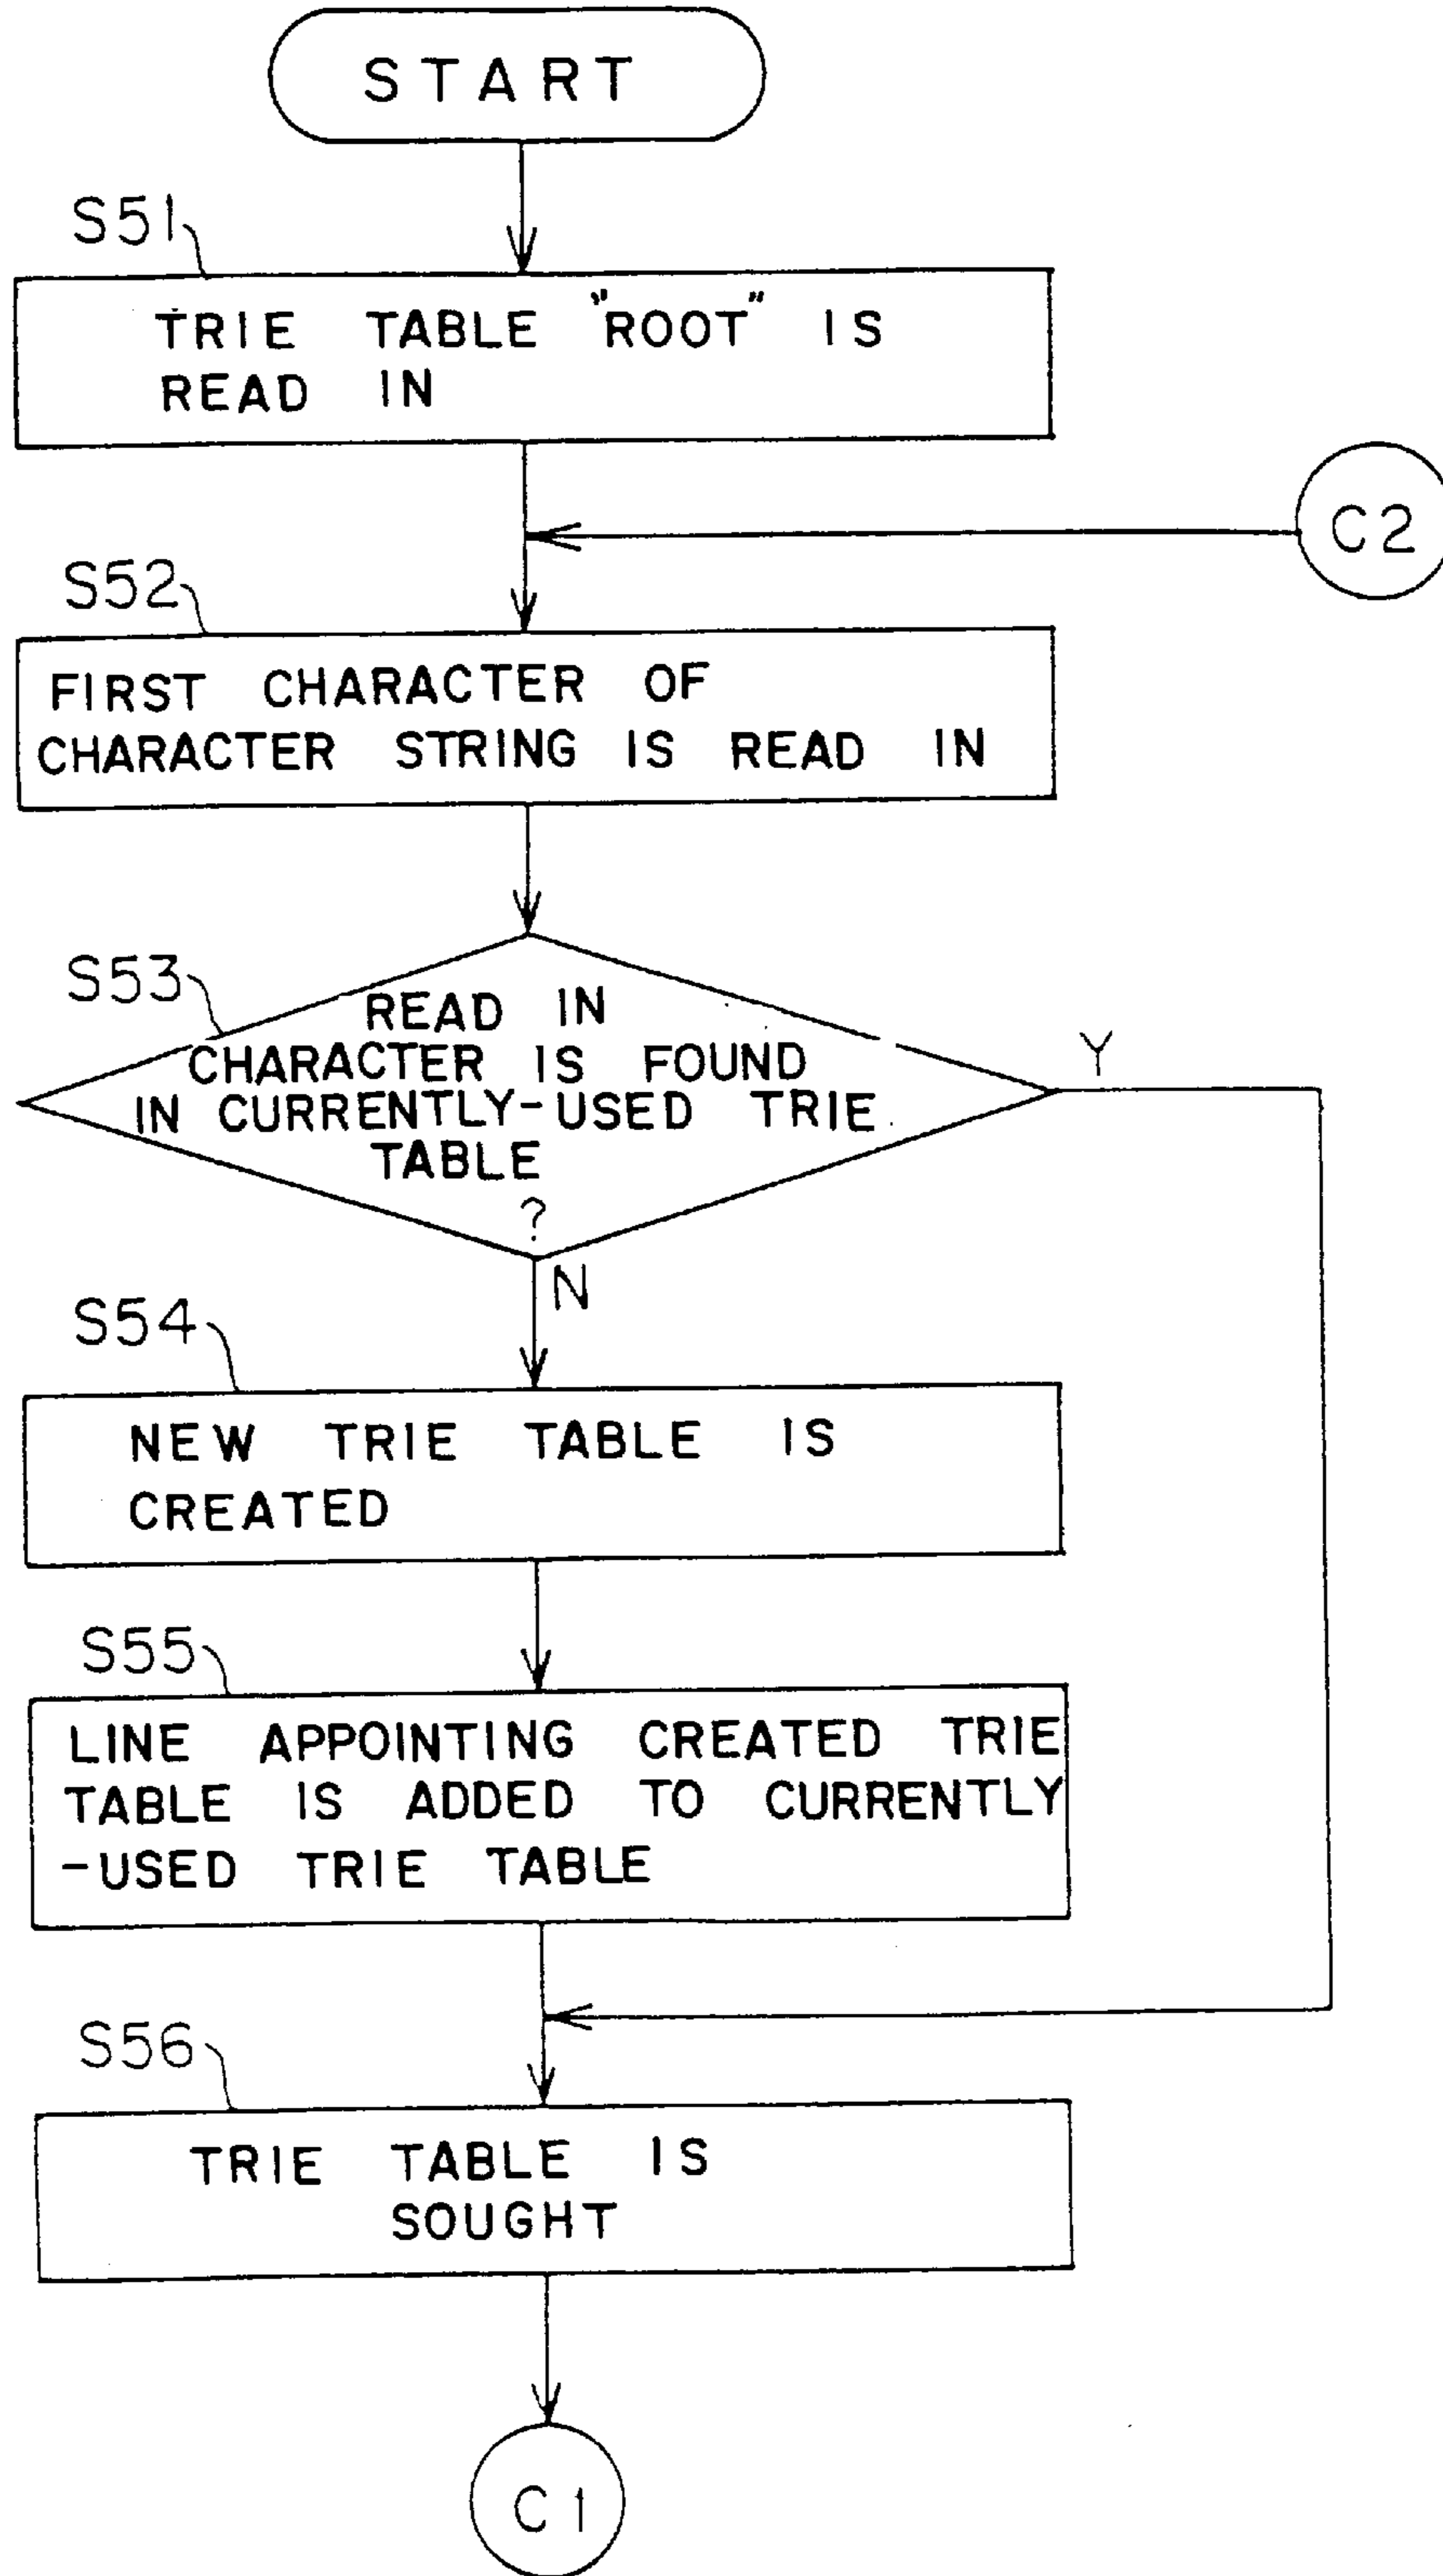 START
S51
TRIE TABLE "ROOT" IS
READ IN
C2
S52
FIRST CHARACTER OF
CHARACTER STRING IS READ IN
S53
READ IN
CHARACTER IS FOUND
IN CURRENTLY-USED TRIE
TABLE
?
Y
N
S54
NEW TRIE TABLE IS
CREATED
S55
LINE APPOINTING CREATED TRIE
TABLE IS ADDED TO CURRENTLY
-USED TRIE TABLE
S56
TRIE TABLE IS
SOUGHT
C1